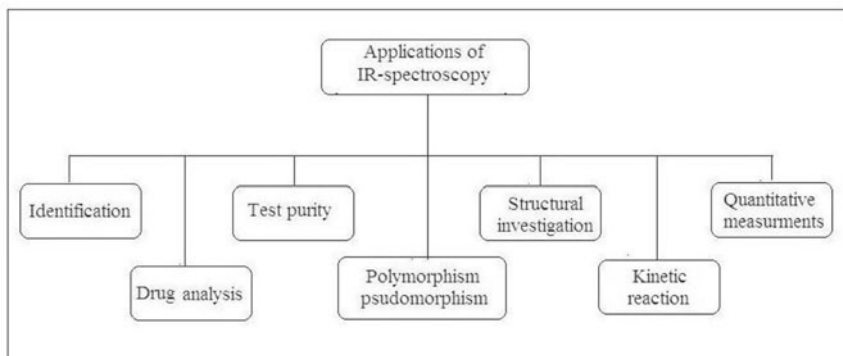 Applications of
IR-spectroscopy
Identification
Test purity
Structural
investigation
Quantitative
measurments
Drug analysis
Polymorphism
psudomorphism
Kinetic
reaction